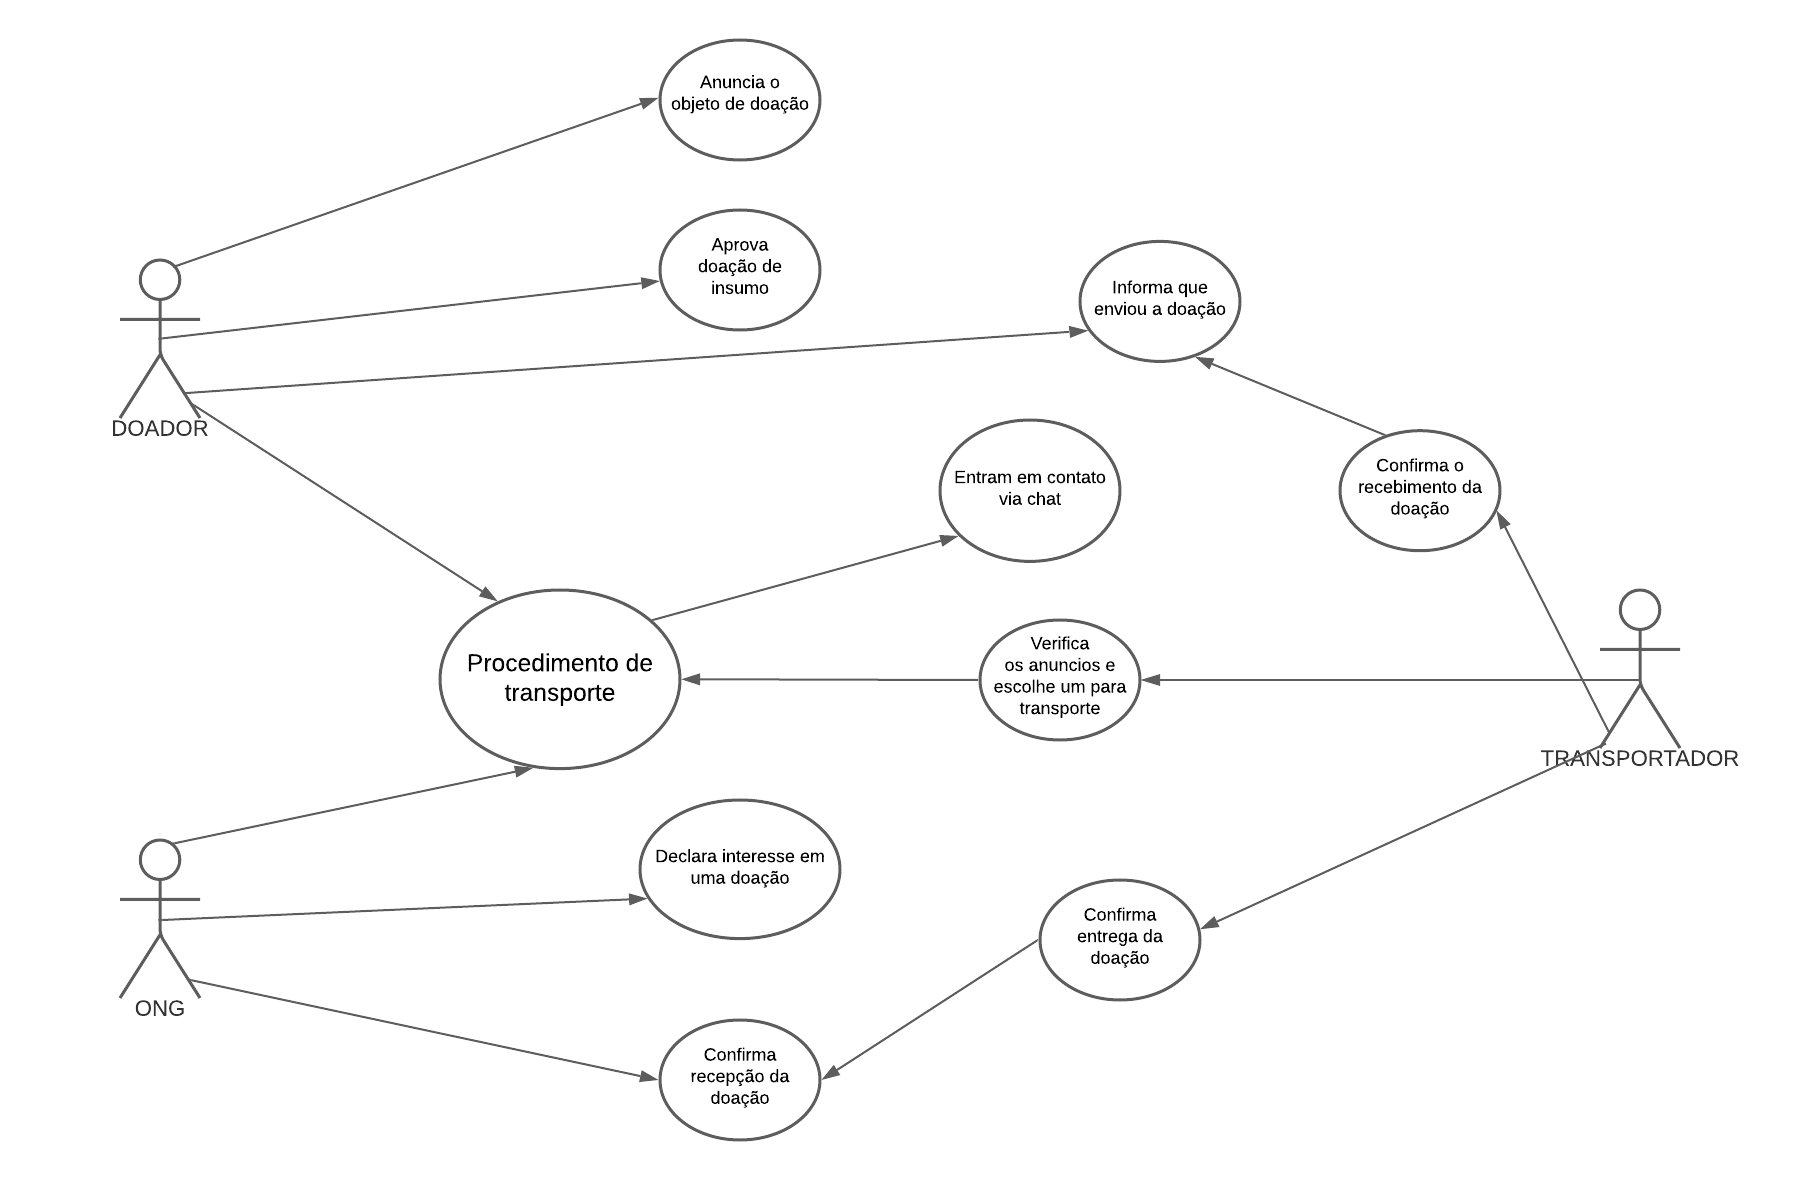 Anuncia o
objeto de doação
Aprova
doação de
insumo
Informa que
enviou a doação
DOADOR
Entram em contato
via chat
Confirma o
recebimento da
doação
Procedimento de
transporte
Verifica
os anuncios e
escolhe um para
transporte
TRANSPORTADOR
Declara interesse em
uma doação
Confirma
entrega da
doação
ONG
Confirma
recepção da
doação